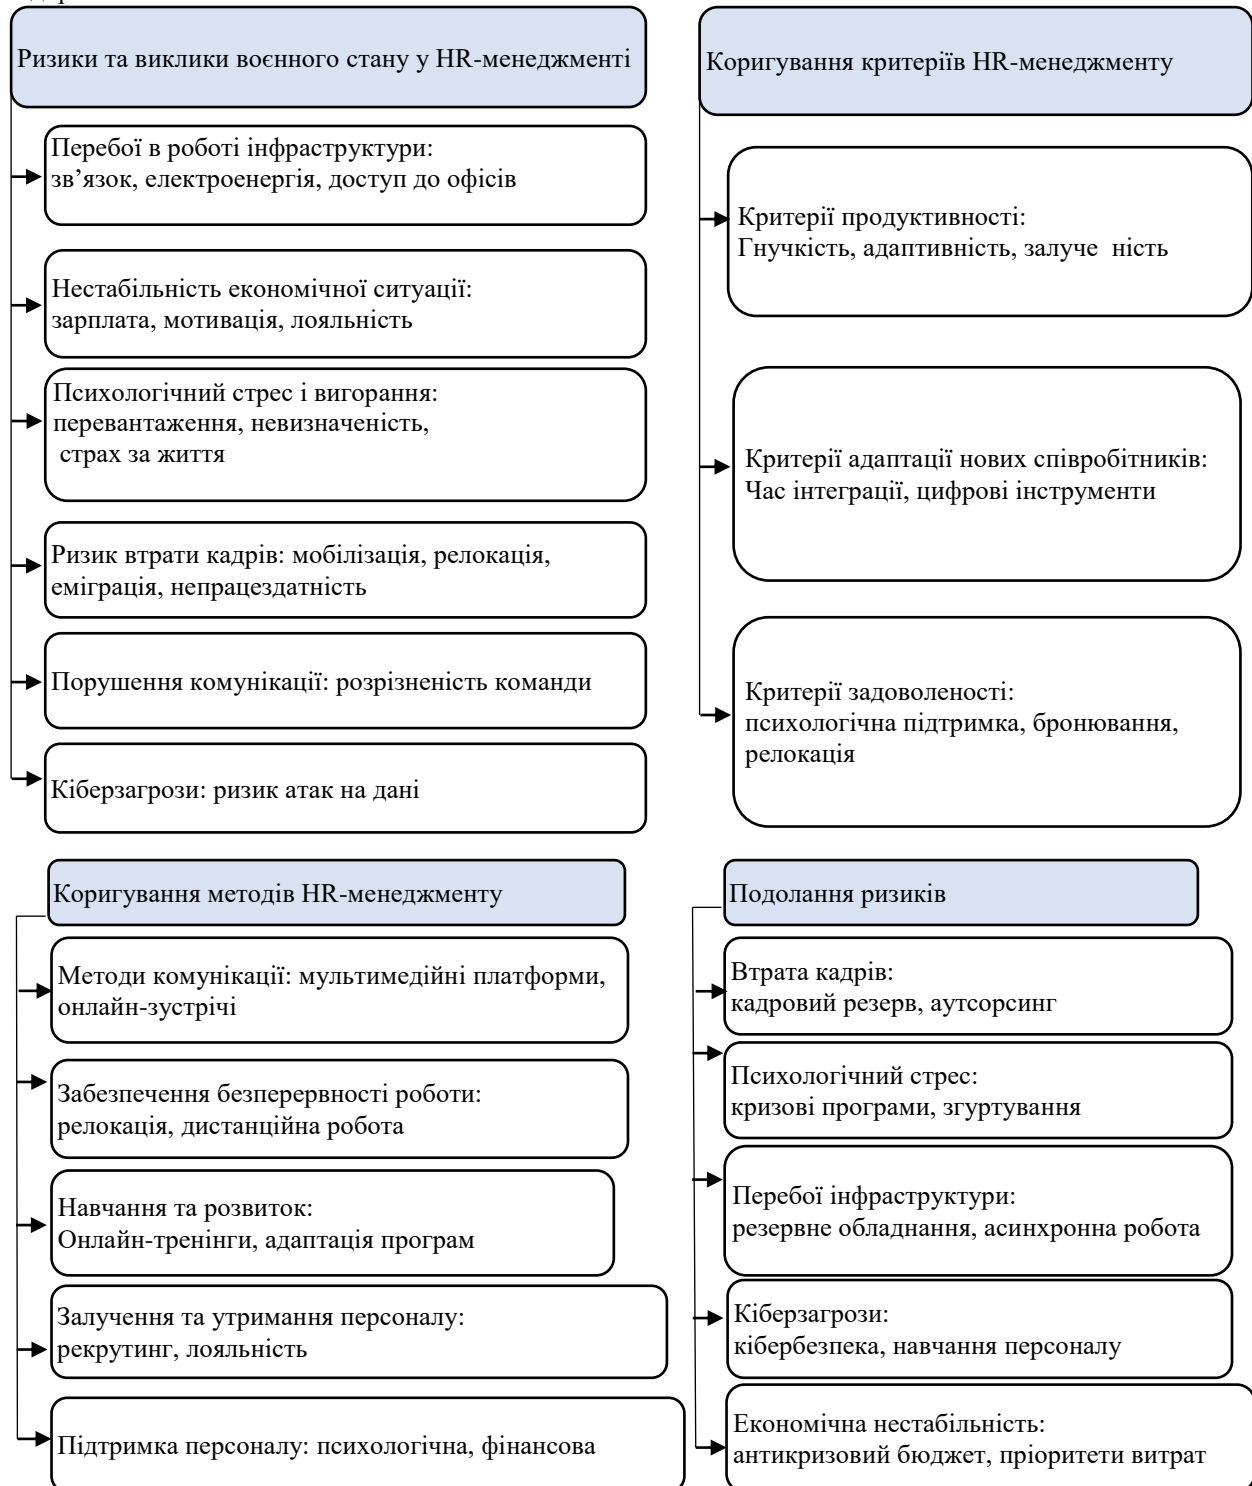 Ризики та виклики воєнного стану у HR-менеджменті
Перебої в роботі інфраструктури:
зв’язок, електроенергія, доступ до офісів
Нестабільність економічної ситуації:
зарплата, мотивація, лояльність
Психологічний стрес і вигорання:
перевантаження, невизначеність,
страх за життя
Ризик втрати кадрів: мобілізація, релокація,
еміграція, непрацездатність
Порушення комунікації: розрізненість команди
Кіберзагрози: ризик атак на дані
Коригування критеріїв HR-менеджменту
Критерії продуктивності:
Гнучкість, адаптивність, залуче ність
Критерії адаптації нових співробітників:
Час інтеграції, цифрові інструменти
Критерії задоволеності:
психологічна підтримка, бронювання,
релокація
Коригування методів HR-менеджменту
Методи комунікації: мультимедійні платформи,
онлайн-зустрічі
Забезпечення безперервності роботи:
релокація, дистанційна робота
Навчання та розвиток:
Онлайн-тренінги, адаптація програм
Залучення та утримання персоналу:
рекрутинг, лояльність
Підтримка персоналу: психологічна, фінансова
Подолання ризиків
Втрата кадрів:
кадровий резерв, аутсорсинг
Психологічний стрес:
кризові програми, згуртування
Перебої інфраструктури:
резервне обладнання, асинхронна робота
Кіберзагрози:
кібербезпека, навчання персоналу
Економічна нестабільність:
антикризовий бюджет, пріоритети витрат